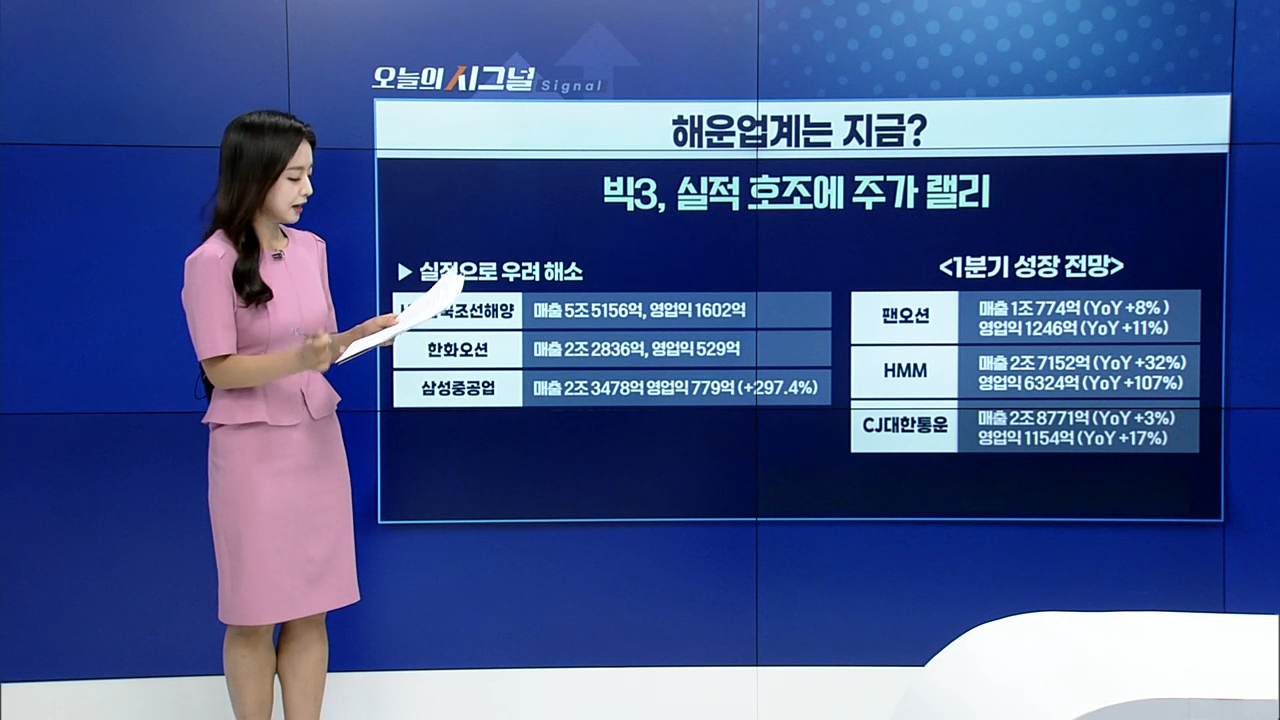 오늘의 시그널 Signal
해운업계는 지금?
빅3, 실적 호조에 주가 랠리
▶ 실적으로 우려 해소
매출 5조 5156억, 영업익 1602억
한화오션
매출 2조 2836억, 영업익 529억
삼성중공업
매출 2조 3478억 영업익 779억 (+297.4%)
<1분기 성장 전망>
팬오션
매출 1조 774억 (YoY +8% )
영업익 1246억 (YoY +11%)
HMM
매출 2조 7152억 (YoY +32%)
영업익 6324억 (YoY +107%)
CJ대한통운
매출 2조 8771억 (YoY +3%)
영업익 1154억 (YoY +17%)